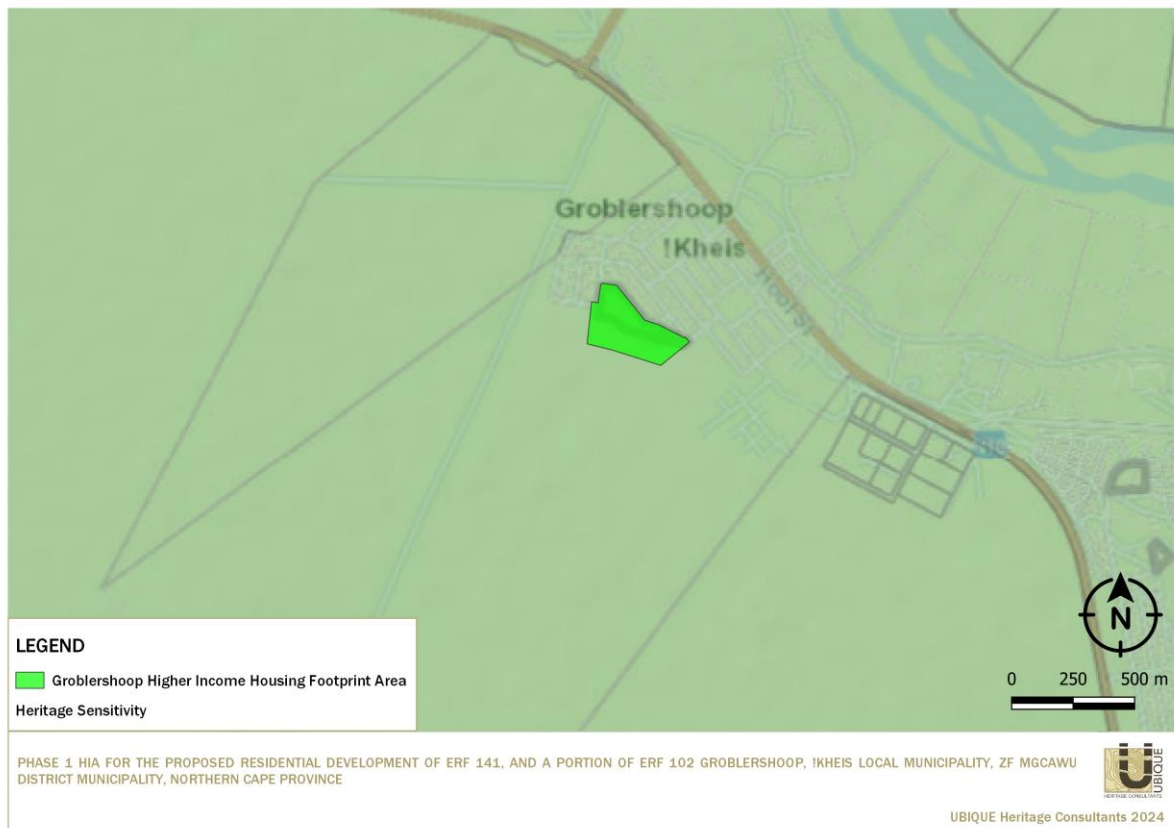 Groblershoop
!Kheis
Hoofst
LEGEND
Groblershoop Higher Income Housing Footprint Area
Heritage Sensitivity
N
0 250 500 m
PHASE 1 HIA FOR THE PROPOSED RESIDENTIAL DEVELOPMENT OF ERF 141, AND A PORTION OF ERF 102 GROBLERSHOOP, !KHEIS LOCAL MUNICIPALITY, ZF MGCAWU
DISTRICT MUNICIPALITY, NORTHERN CAPE PROVINCE
UBIQUE
HERITAGE CONSULTANTS
UBIQUE Heritage Consultants 2024